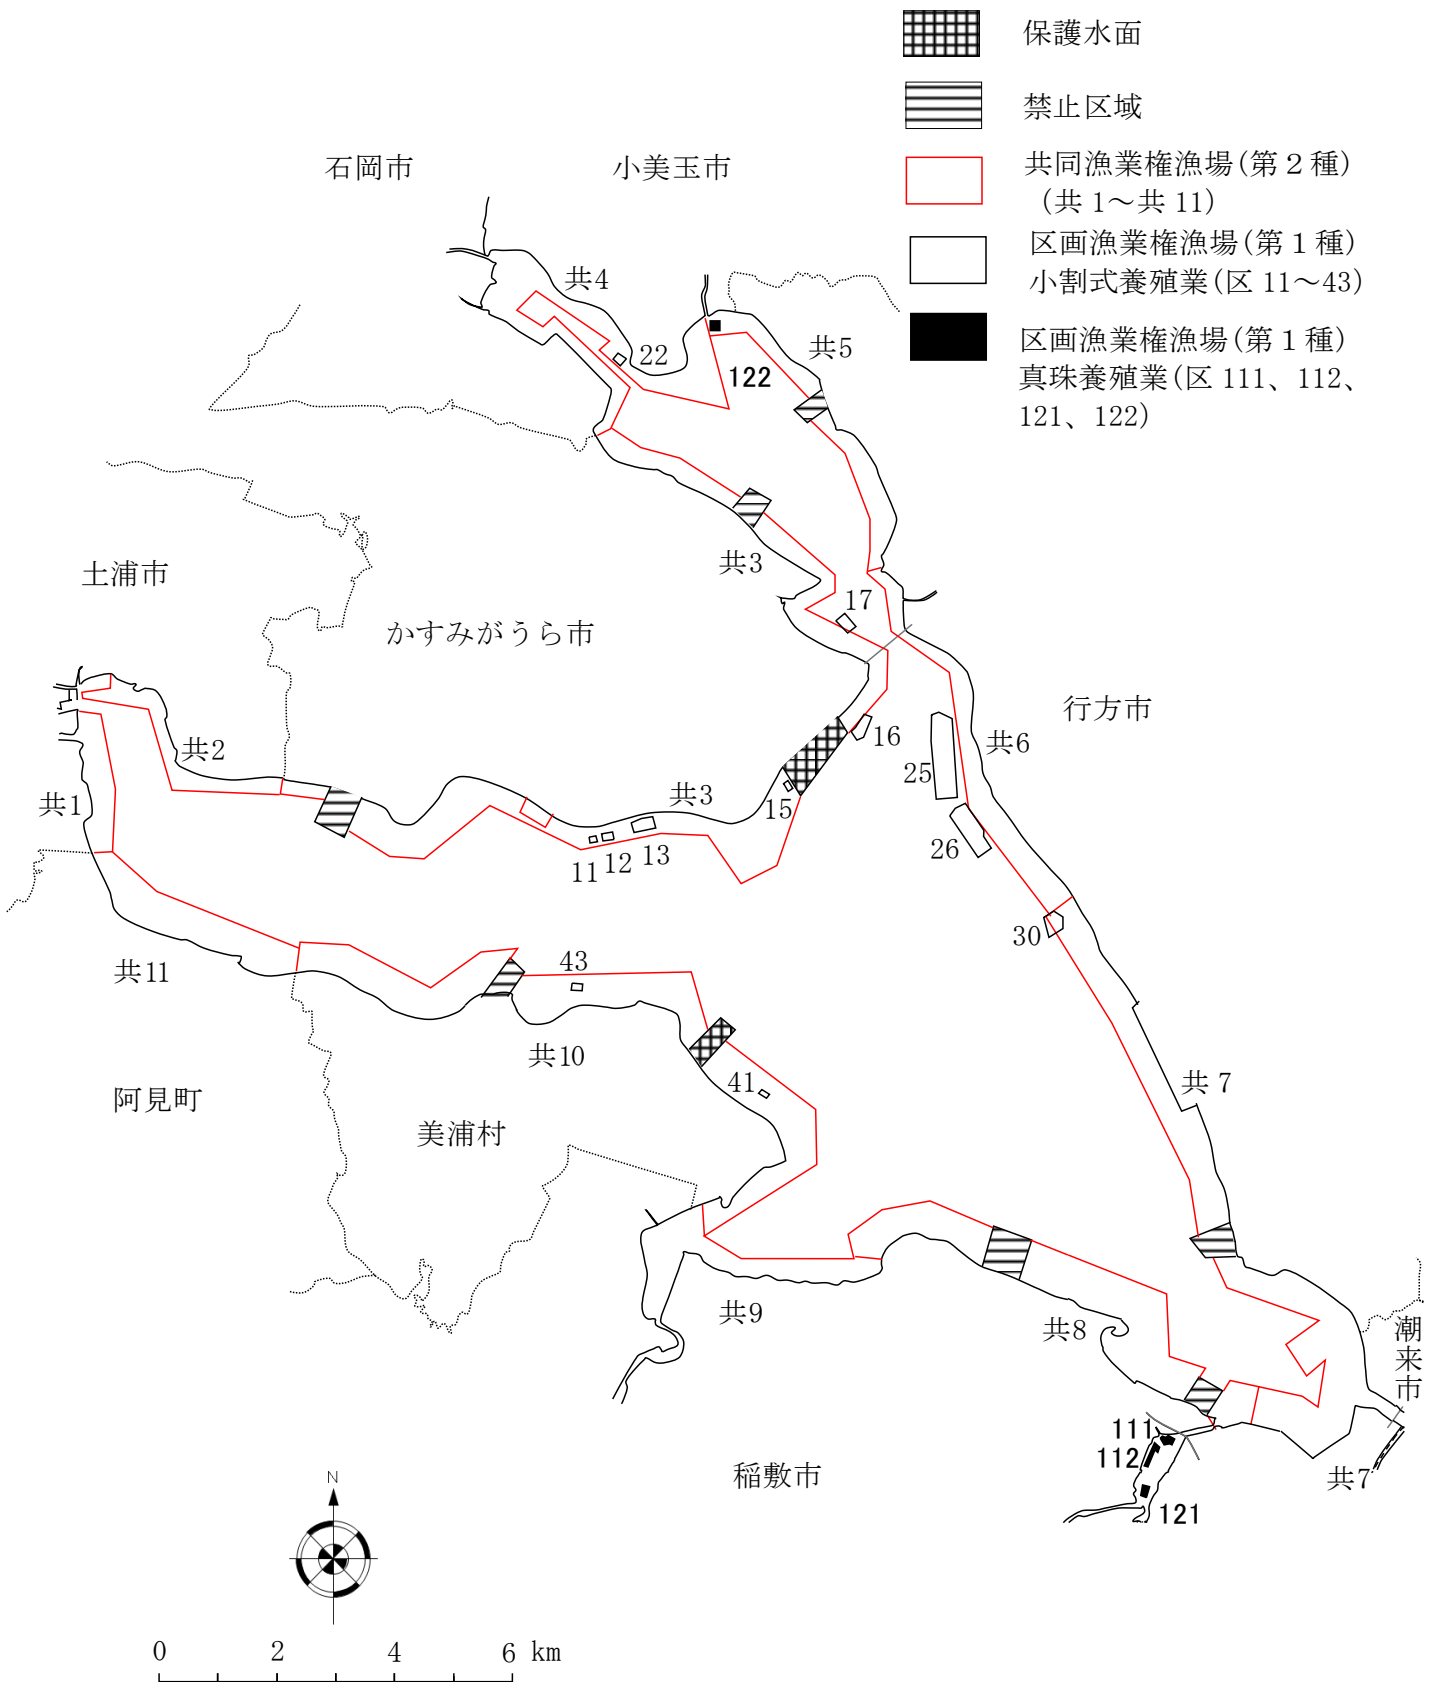 保護水面
禁止区域
共同漁業権漁場(第２種)
(共 1～共 11)
区画漁業権漁場(第１種)
小割式養殖業(区 11～43)
区画漁業権漁場(第１種)
真珠養殖業(区 111、112、
121、122)
石岡市
小美玉市
共4
22
122
共5
共3
土浦市
かすみがうら市
17
行方市
共2
16
共6
25
共1
共3
15
11
12
13
26
30
共11
43
共10
41
共7
阿見町
美浦村
共9
共8
潮来市
111
112
共7
稲敷市
121
N
0 2 4 6 km